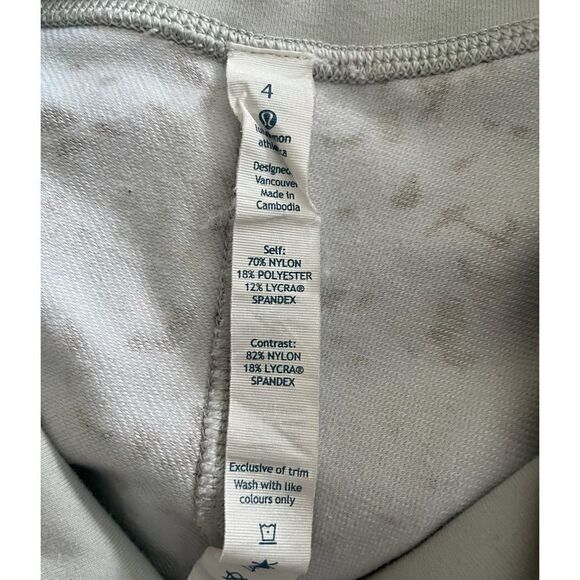 4
athletica
Designed
Vancouver
Made in
Cambodia
Self:
70% NYLON
18% POLYESTER
12% LYCRA®
SPANDEX
Contrast:
82% NYLON
18% LYCRA®
SPANDEX
Exclusive of trim
Wash with like
colours only